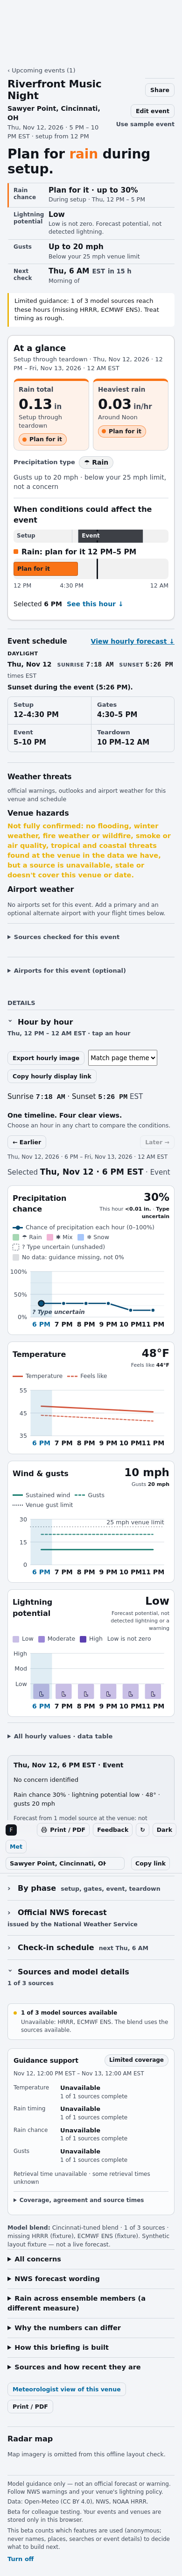 ‹ Upcoming events (1)
Riverfront Music
Night
Share
Sawyer Point, Cincinnati,
OH
Edit event
Thu, Nov 12, 2026 · 5 PM – 10
PM EST · setup from 12 PM
Use sample event
Plan for rain during
setup.
Rain
chance
Plan for it · up to 30%
During setup · Thu, 12 PM – 5 PM
Lightning
potential
Low
Low is not zero. Forecast potential, not
detected lightning.
Gusts
Up to 20 mph
Below your 25 mph venue limit
Next
check
Thu, 6 AM EST in 15 h
Morning of
Limited guidance: 1 of 3 model sources reach
these hours (missing HRRR, ECMWF ENS). Treat
timing as rough.
At a glance
Setup through teardown · Thu, Nov 12, 2026 · 12
PM – Fri, Nov 13, 2026 · 12 AM EST
Rain total
0.13 in
Setup through
teardown
Plan for it
Heaviest rain
0.03 in/hr
Around Noon
Plan for it
Precipitation type
☂ Rain
Gusts up to 20 mph · below your 25 mph limit,
not a concern
When conditions could affect the
event
Setup
Event
Rain: plan for it 12 PM–5 PM
Plan for it
12 PM
4:30 PM
12 AM
Selected 6 PM See this hour ↓
Event schedule
View hourly forecast ↓
DAYLIGHT
Thu, Nov 12 SUNRISE 7:18 AM SUNSET 5:26 PM
times EST
Sunset during the event (5:26 PM).
Setup
12–4:30 PM
Gates
4:30–5 PM
Event
5–10 PM
Teardown
10 PM–12 AM
Weather threats
official warnings, outlooks and airport weather for this
venue and schedule
Venue hazards
Not fully confirmed: no flooding, winter
weather, fire weather or wildfire, smoke or
air quality, tropical and coastal threats
found at the venue in the data we have,
but a source is unavailable, stale or
doesn't cover this venue or date.
Airport weather
No airports set for this event. Add a primary and an
optional alternate with your flight times below.
▸ Sources checked for this event
▸ Airports for this event (optional)
DETAILS
Hour by hour
Thu, 12 PM – 12 AM EST · tap an hour
Export hourly image
Match page theme
Copy hourly display link
Sunrise 7:18 AM · Sunset 5:26 PM EST
One timeline. Four clear views.
Choose an hour in any chart to compare the conditions.
← Earlier
Later →
Thu, Nov 12, 2026 · 6 PM – Fri, Nov 13, 2026 · 12 AM EST
Selected Thu, Nov 12 · 6 PM EST · Event
Precipitation
chance
30%
This hour <0.01 in. · Type
uncertain
Chance of precipitation each hour (0–100%)
☂ Rain ✱ Mix ❄ Snow
? Type uncertain (unshaded)
No data: guidance missing, not 0%
100%
50%
0%
? Type uncertain
6 PM 7 PM 8 PM 9 PM 10 PM 11 PM
Temperature
48°F
Feels like 44°F
Temperature
Feels like
55
45
35
6 PM 7 PM 8 PM 9 PM 10 PM 11 PM
Wind & gusts
10 mph
Gusts 20 mph
Sustained wind
Gusts
Venue gust limit
30
15
0
25 mph venue limit
6 PM 7 PM 8 PM 9 PM 10 PM 11 PM
Lightning
potential
Low
Forecast potential, not
detected lightning or a
warning
Low Moderate High Low is not zero
High
Mod
Low
L L L L L L
6 PM 7 PM 8 PM 9 PM 10 PM 11 PM
▸ All hourly values · data table
Thu, Nov 12, 6 PM EST · Event
No concern identified
Rain chance 30% · lightning potential low · 48° ·
gusts 20 mph
Forecast from 1 model source at the venue; not
F
Print / PDF
Feedback
↻
Dark
Met
Sawyer Point, Cincinnati, OH
Copy link
› By phase setup, gates, event, teardown
› Official NWS forecast
issued by the National Weather Service
› Check-in schedule next Thu, 6 AM
Sources and model details
1 of 3 sources
1 of 3 model sources available
Unavailable: HRRR, ECMWF ENS. The blend uses the
sources available.
Guidance support
Limited coverage
Nov 12, 12:00 PM EST – Nov 13, 12:00 AM EST
Temperature
Unavailable
1 of 1 sources complete
Rain timing
Unavailable
1 of 1 sources complete
Rain chance
Unavailable
1 of 1 sources complete
Gusts
Unavailable
1 of 1 sources complete
Retrieval time unavailable · some retrieval times
unknown
▸ Coverage, agreement and source times
Model blend: Cincinnati-tuned blend · 1 of 3 sources ·
missing HRRR (fixture), ECMWF ENS (fixture). Synthetic
layout fixture — not a live forecast.
▸ All concerns
▸ NWS forecast wording
▸ Rain across ensemble members (a
different measure)
▸ Why the numbers can differ
▸ How this briefing is built
▸ Sources and how recent they are
Meteorologist view of this venue
Print / PDF
Radar map
Map imagery is omitted from this offline layout check.
Model guidance only — not an official forecast or warning.
Follow NWS warnings and your venue's lightning policy.
Data: Open-Meteo (CC BY 4.0), NWS, NOAA HRRR.
Beta for colleague testing. Your events and venues are
stored only in this browser.
This beta counts which features are used (anonymous;
never names, places, searches or event details) to decide
what to build next.
Turn off